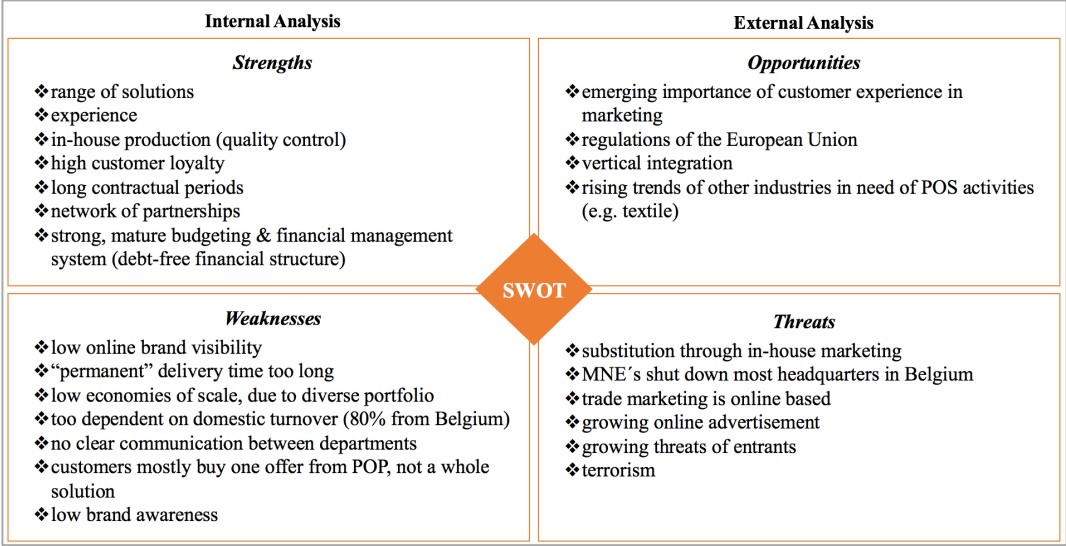 Internal Analysis
External Analysis
Strengths
❖range of solutions
❖experience
❖in-house production (quality control)
❖high customer loyalty
❖long contractual periods
❖network of partnerships
❖strong, mature budgeting & financial management
system (debt-free financial structure)
Opportunities
❖emerging importance of customer experience in
marketing
❖regulations of the European Union
❖vertical integration
❖rising trends of other industries in need of POS activities
(e.g. textile)
SWOT
Weaknesses
❖low online brand visibility
❖“permanent” delivery time too long
❖low economies of scale, due to diverse portfolio
❖too dependent on domestic turnover (80% from Belgium)
❖no clear communication between departments
❖customers mostly buy one offer from POP, not a whole
solution
❖low brand awareness
Threats
❖substitution through in-house marketing
❖MNE´s shut down most headquarters in Belgium
❖trade marketing is online based
❖growing online advertisement
❖growing threats of entrants
❖terrorism